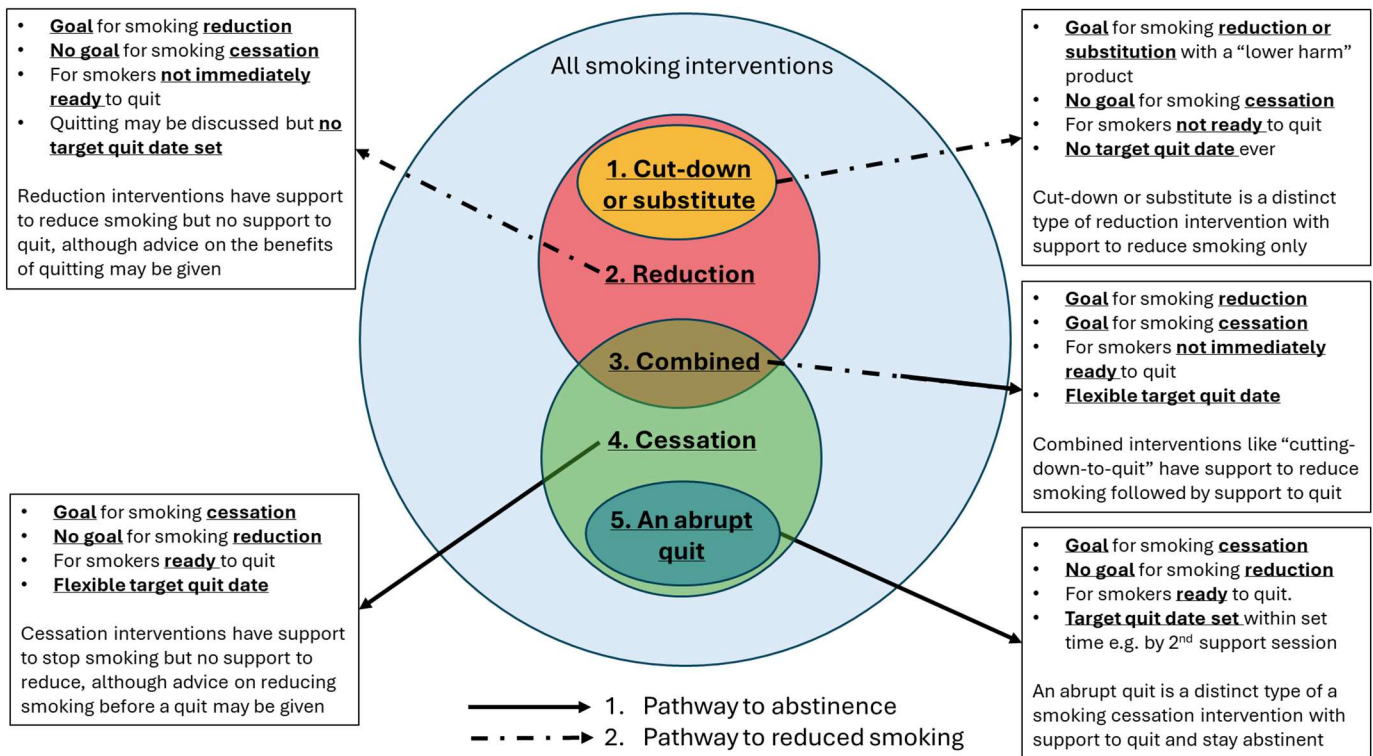 • Goal for smoking reduction
• No goal for smoking cessation
• For smokers not immediately
ready to quit
• Quitting may be discussed but no
target quit date set
Reduction interventions have support
to reduce smoking but no support to
quit, although advice on the benefits
of quitting may be given
All smoking interventions
1. Cut-down
or substitute
2. Reduction
3. Combined
4. Cessation
5. An abrupt
quit
• Goal for smoking reduction or
substitution with a “lower harm”
product
• No goal for smoking cessation
• For smokers not ready to quit
• No target quit date ever
Cut-down or substitute is a distinct
type of reduction intervention with
support to reduce smoking only
• Goal for smoking reduction
• Goal for smoking cessation
• For smokers not immediately
ready to quit
• Flexible target quit date
Combined interventions like “cutting-
down-to-quit” have support to reduce
smoking followed by support to quit
• Goal for smoking cessation
• No goal for smoking reduction
• For smokers ready to quit
• Flexible target quit date
Cessation interventions have support
to stop smoking but no support to
reduce, although advice on reducing
smoking before a quit may be given
• Goal for smoking cessation
• No goal for smoking reduction
• For smokers ready to quit.
• Target quit date set within set
time e.g. by 2nd support session
An abrupt quit is a distinct type of a
smoking cessation intervention with
support to quit and stay abstinent
1. Pathway to abstinence
2. Pathway to reduced smoking